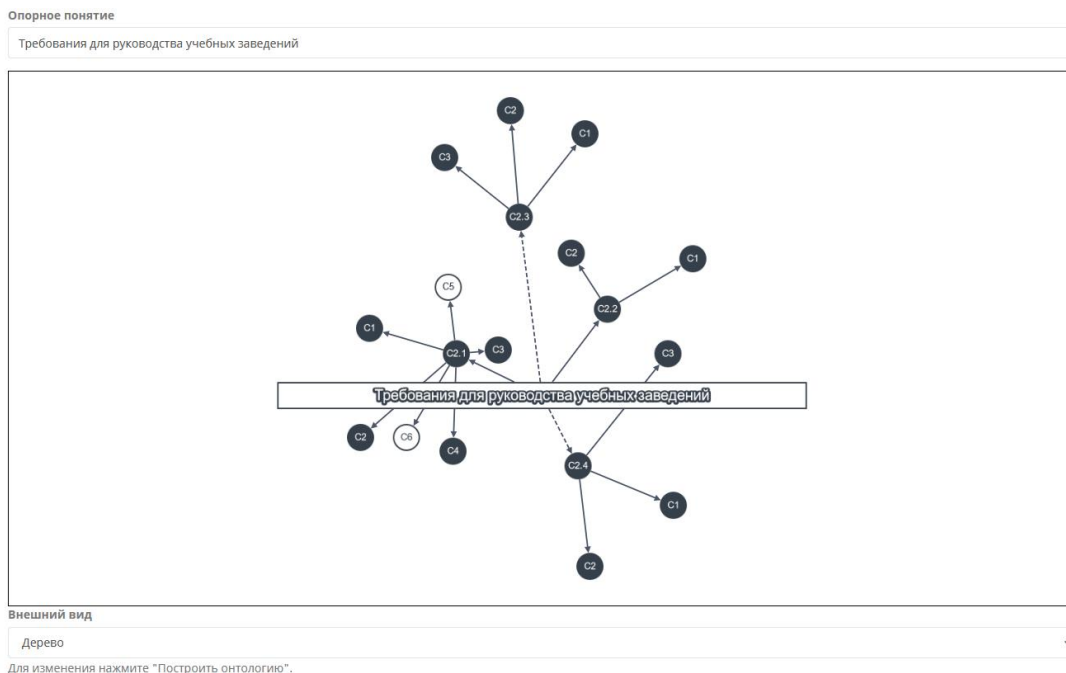 Опорное понятие
Требования для руководства учебных заведений
C2
C1
C3
C2.3
C2
C1
C5
C2.2
C1
C2.1
C3
C3
Требования для руководства учебных заведений
C2
C6
C4
C2.4
C1
C2
Внешний вид
Дерево
Для изменения нажмите "Построить онтологию".